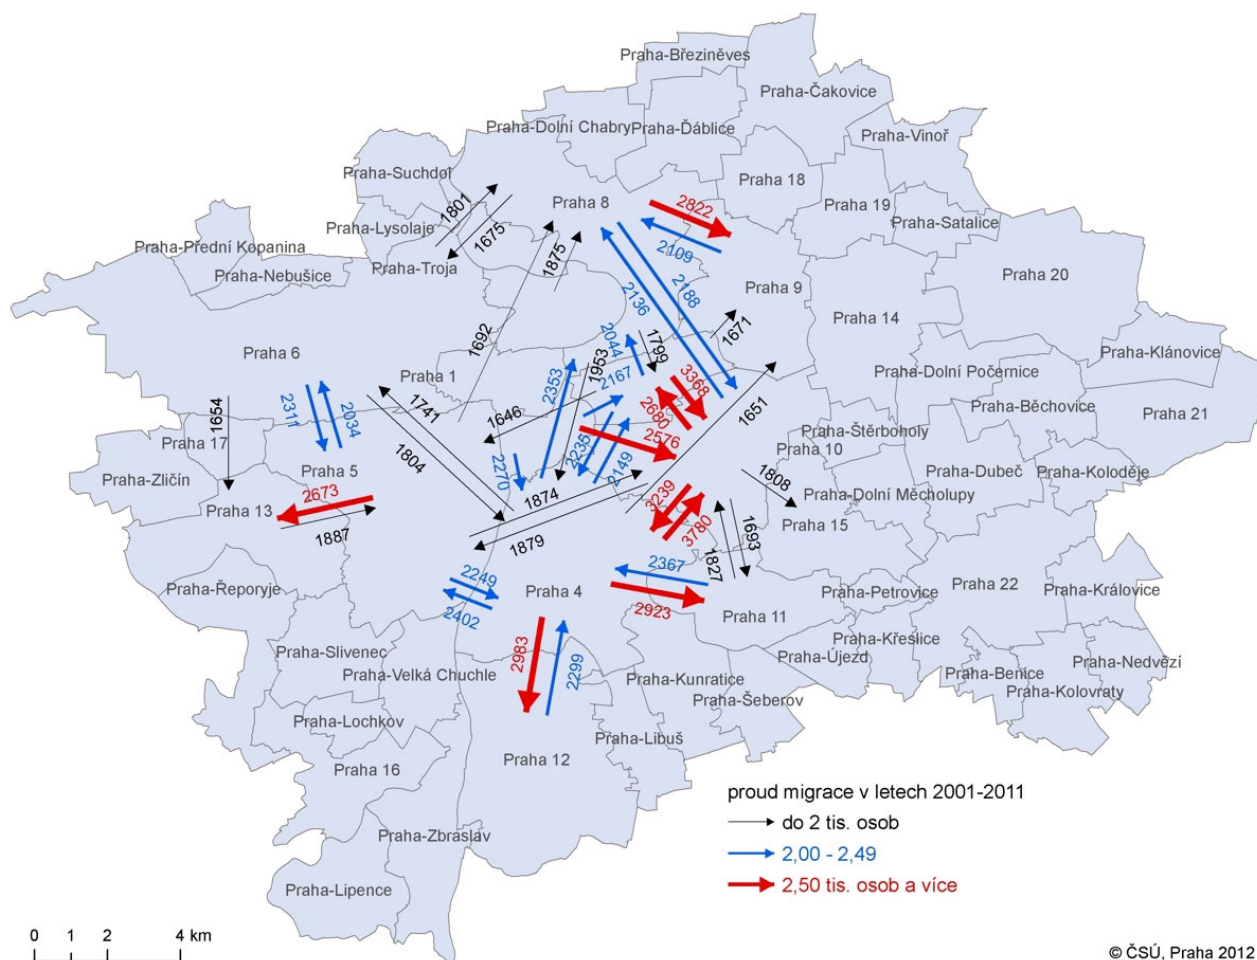 Praha-Březiněves
Praha-Čakovice
Praha-Dolní Chabry
Praha-Ďáblice
Praha-Vinoř
Praha-Suchdol
Praha 8
Praha 18
Praha 19
Praha-Satalice
Praha-Lysolaje
Praha-Troja
Praha-Přední Kopanina
Praha-Nebušice
Praha 20
Praha 9
Praha 14
Praha 6
Praha 1
Praha-Klánovice
Praha-Dolní Počernice
Praha-Běchovice
Praha 21
Praha-Štěrboholy
Praha 10
Praha 17
Praha 5
Praha-Zličín
Praha-Dubeč
Praha-Koloděje
Praha-Dolní Měcholupy
Praha 13
Praha 15
Praha-Řeporyje
Praha 4
Praha 11
Praha-Petrovice
Praha 22
Praha-Královice
Praha-Slivenec
Praha-Křeslice
Praha-Újezd
Praha-Velká Chuchle
Praha-Kunratice
Praha-Šeberov
Praha-Benice
Praha-Nedvězí
Praha-Kolovraty
Praha-Lochkov
Praha-Libuš
Praha 16
Praha 12
Praha-Zbraslav
Praha-Lipence
1801
1675
2822
2109
1875
2188
2136
1692
2044
1799
1671
1953
2167
2353
3368
2680
1651
1654
2311
2034
1741
1804
1646
2576
2235
2149
2270
1874
1879
2673
1887
1808
3239
3780
1693
1827
2249
2402
2367
2923
2983
2299
proud migrace v letech 2001-2011
do 2 tis. osob
2,00 - 2,49
2,50 tis. osob a více
0 1 2 4 km
© ČSÚ, Praha 2012